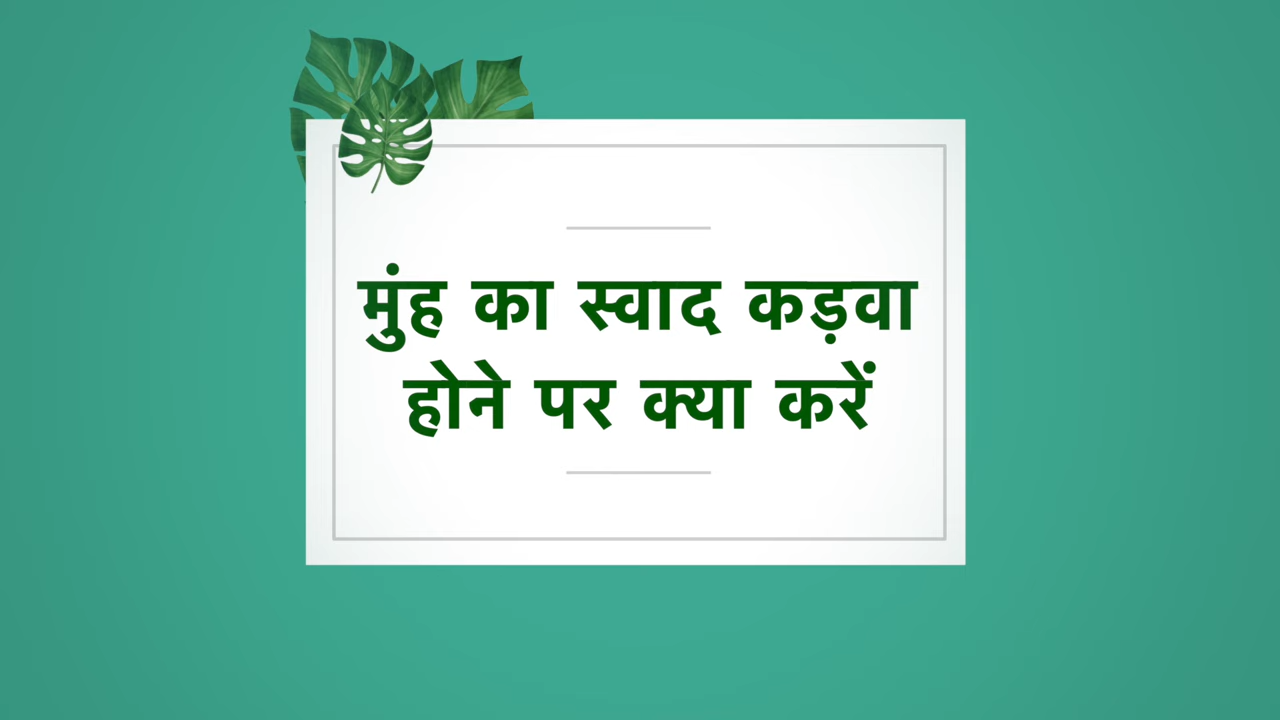 मुंह का स्वाद कड़वा
होने पर क्या करें